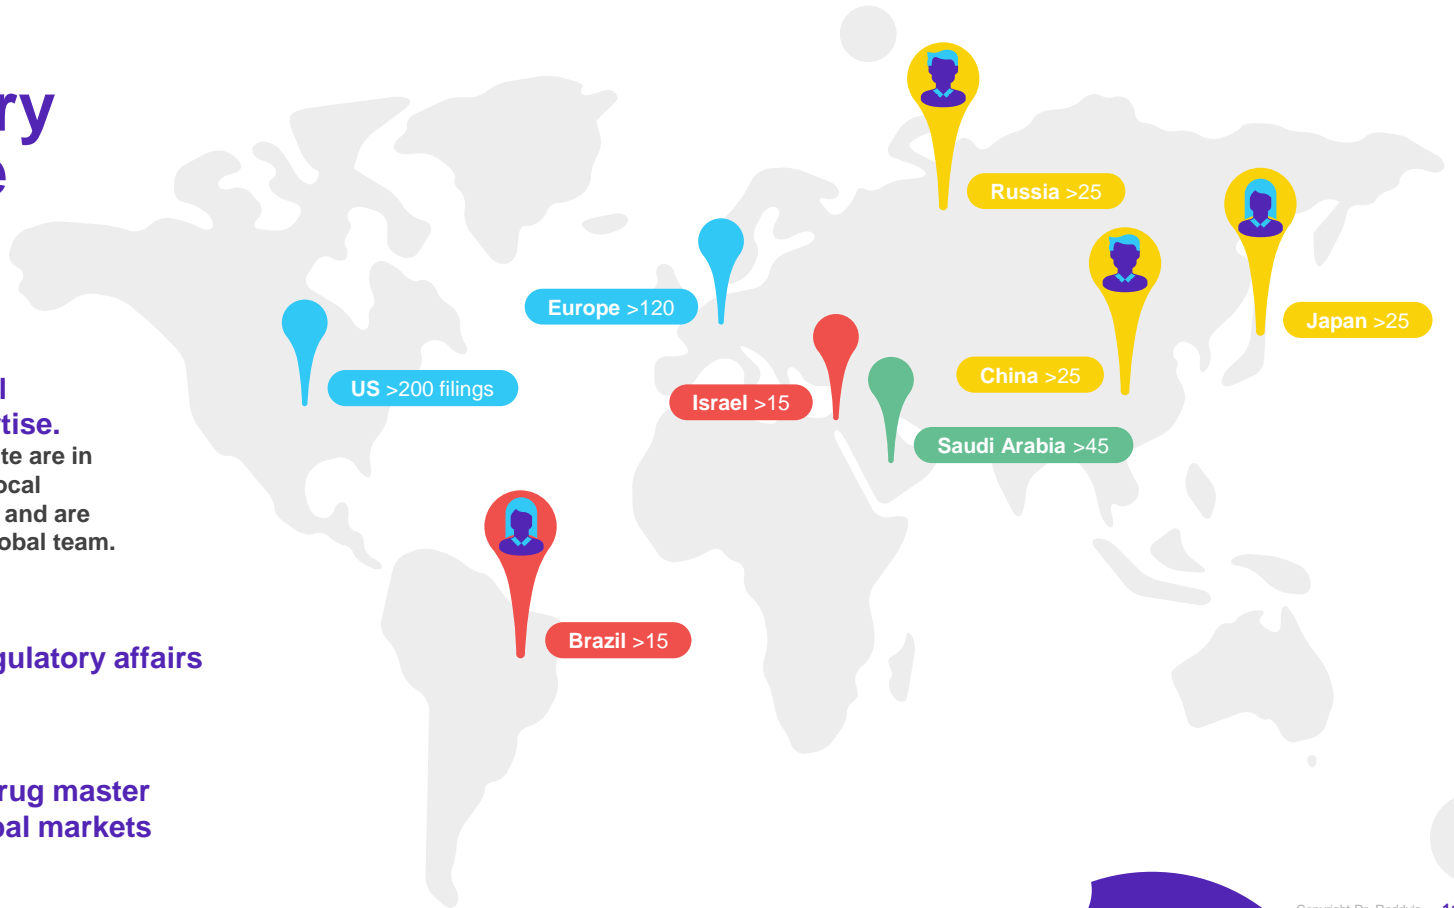 ry
e
l
tise.
te are in
ocal
and are
obal team.
gulatory affairs
rug master
bal markets
Russia >25
Japan >25
Europe >120
China >25
US >200 filings
Israel >15
Saudi Arabia >45
Brazil >15